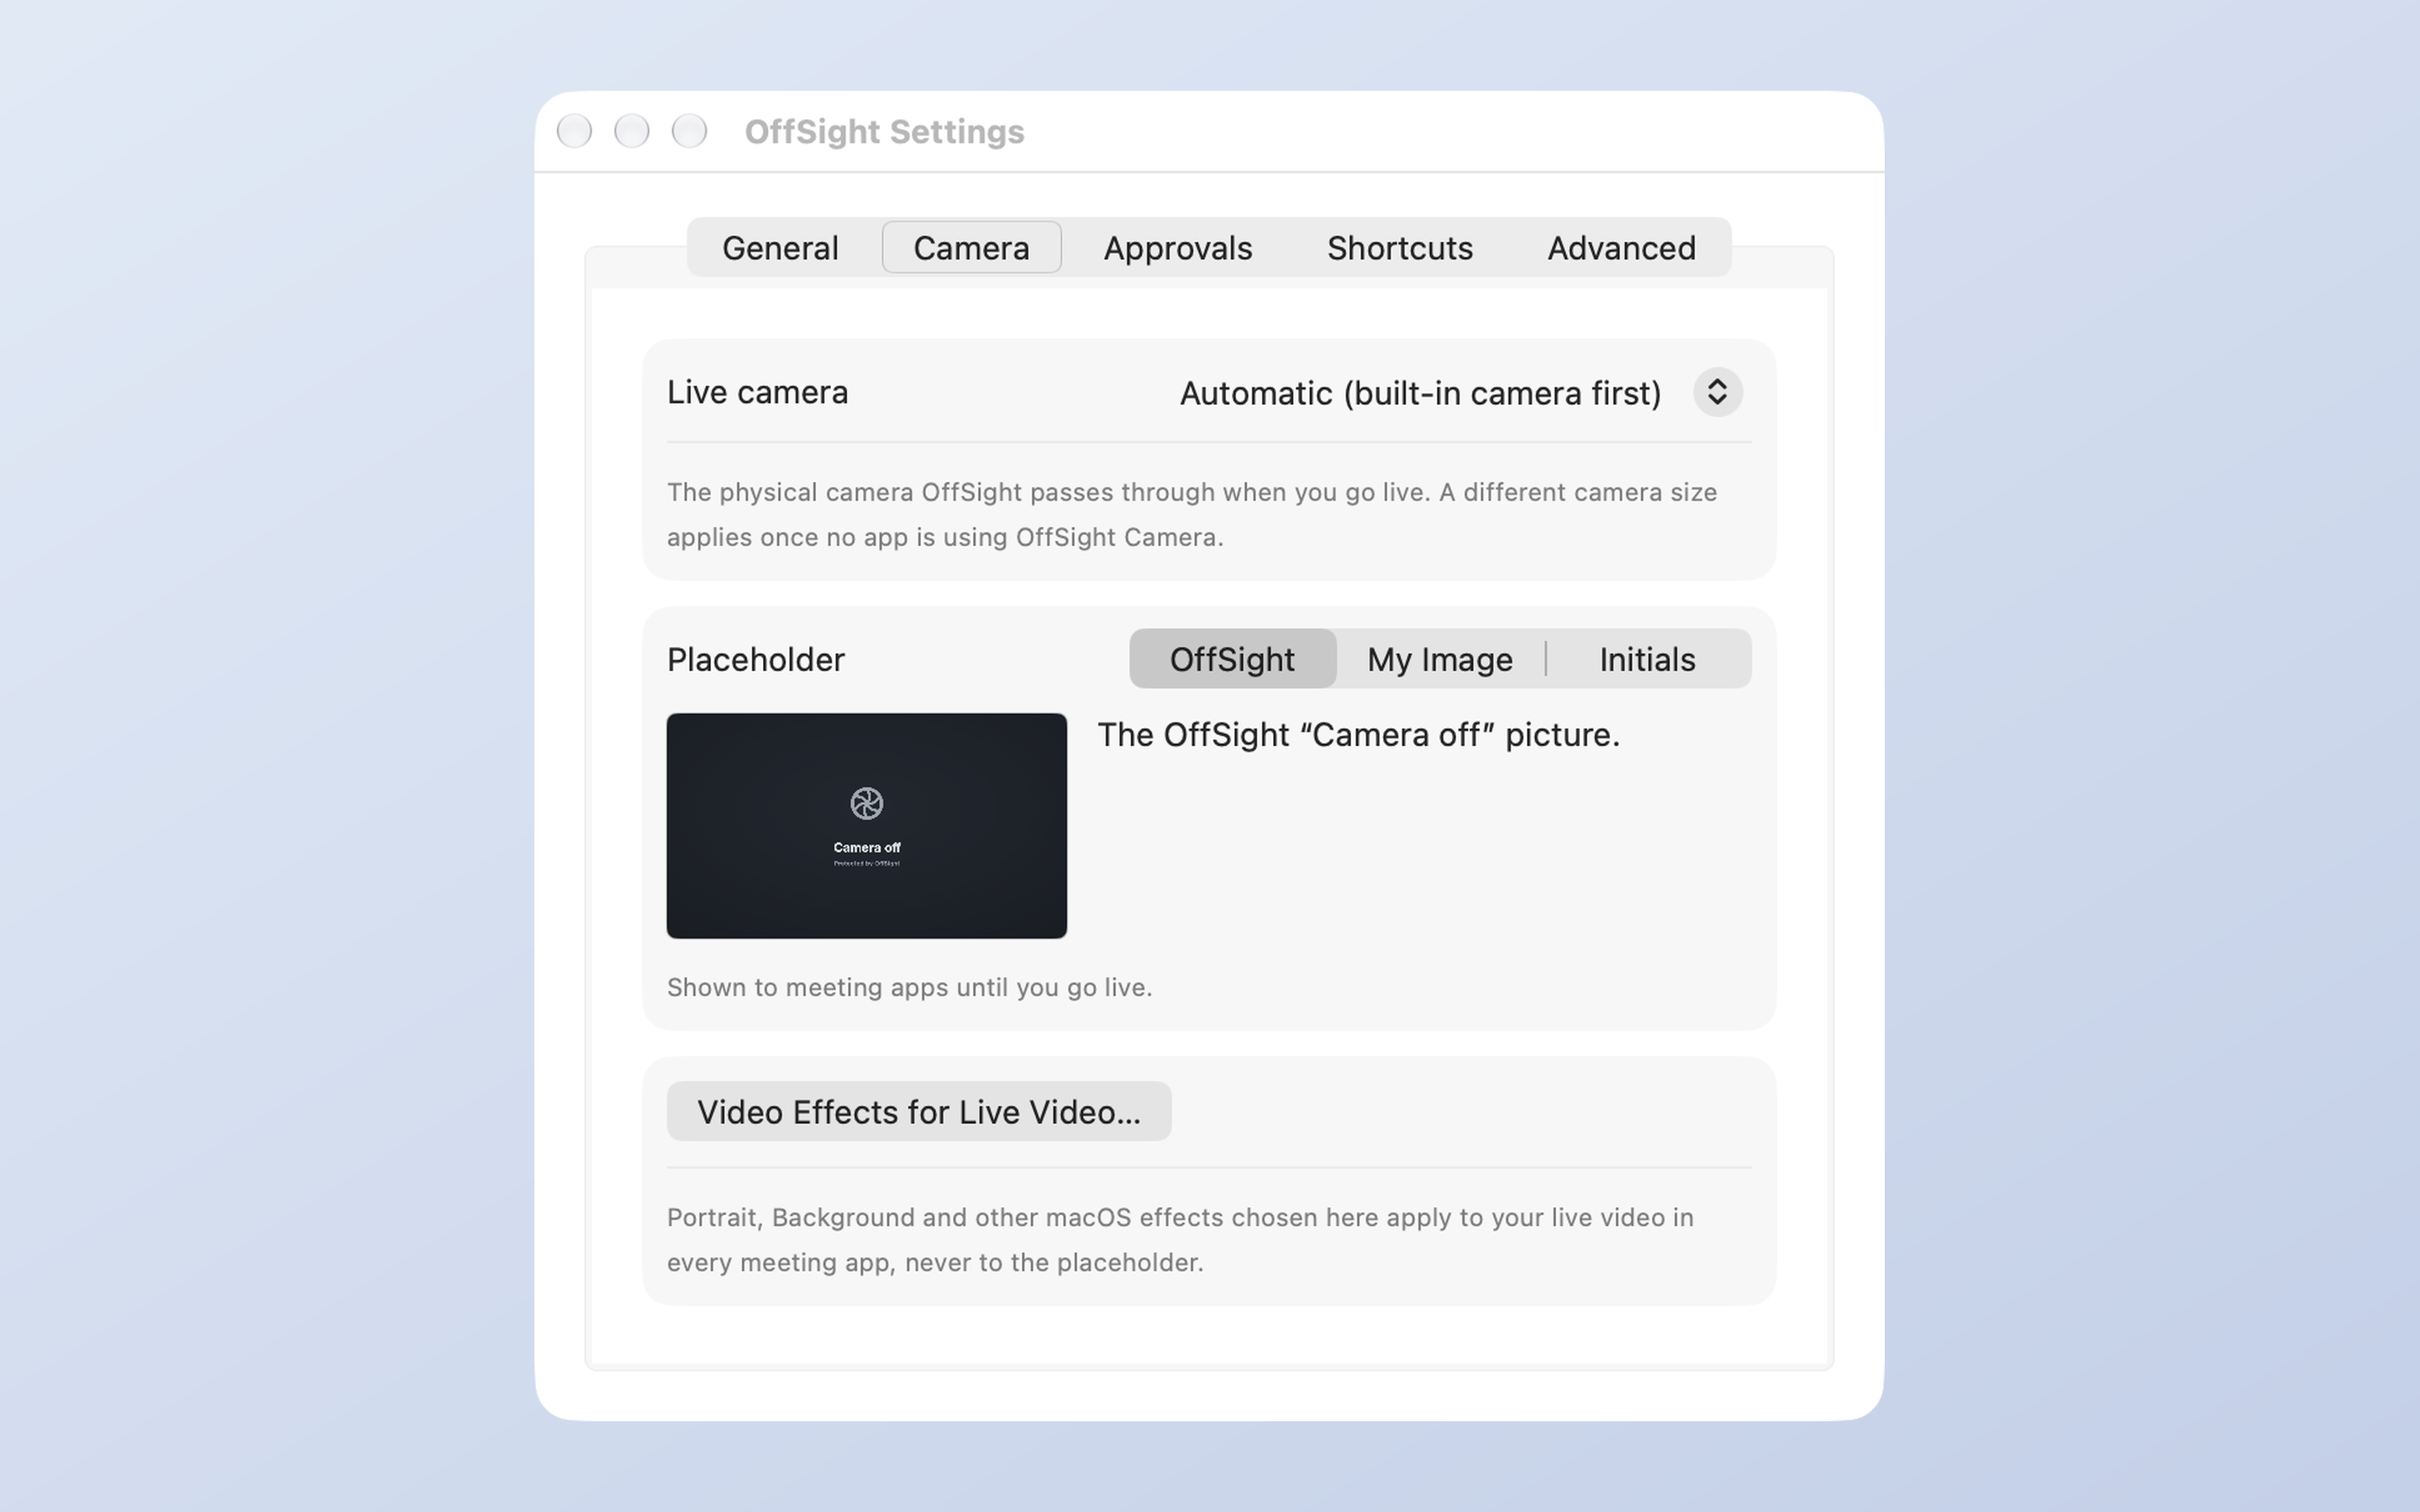 OffSight Settings
General Camera Approvals Shortcuts Advanced
Live camera Automatic (built-in camera first)
The physical camera OffSight passes through when you go live. A different camera size
applies once no app is using OffSight Camera.
Placeholder OffSight My Image Initials
The OffSight “Camera off” picture.
Camera off
Protected by OffSight
Shown to meeting apps until you go live.
Video Effects for Live Video...
Portrait, Background and other macOS effects chosen here apply to your live video in
every meeting app, never to the placeholder.